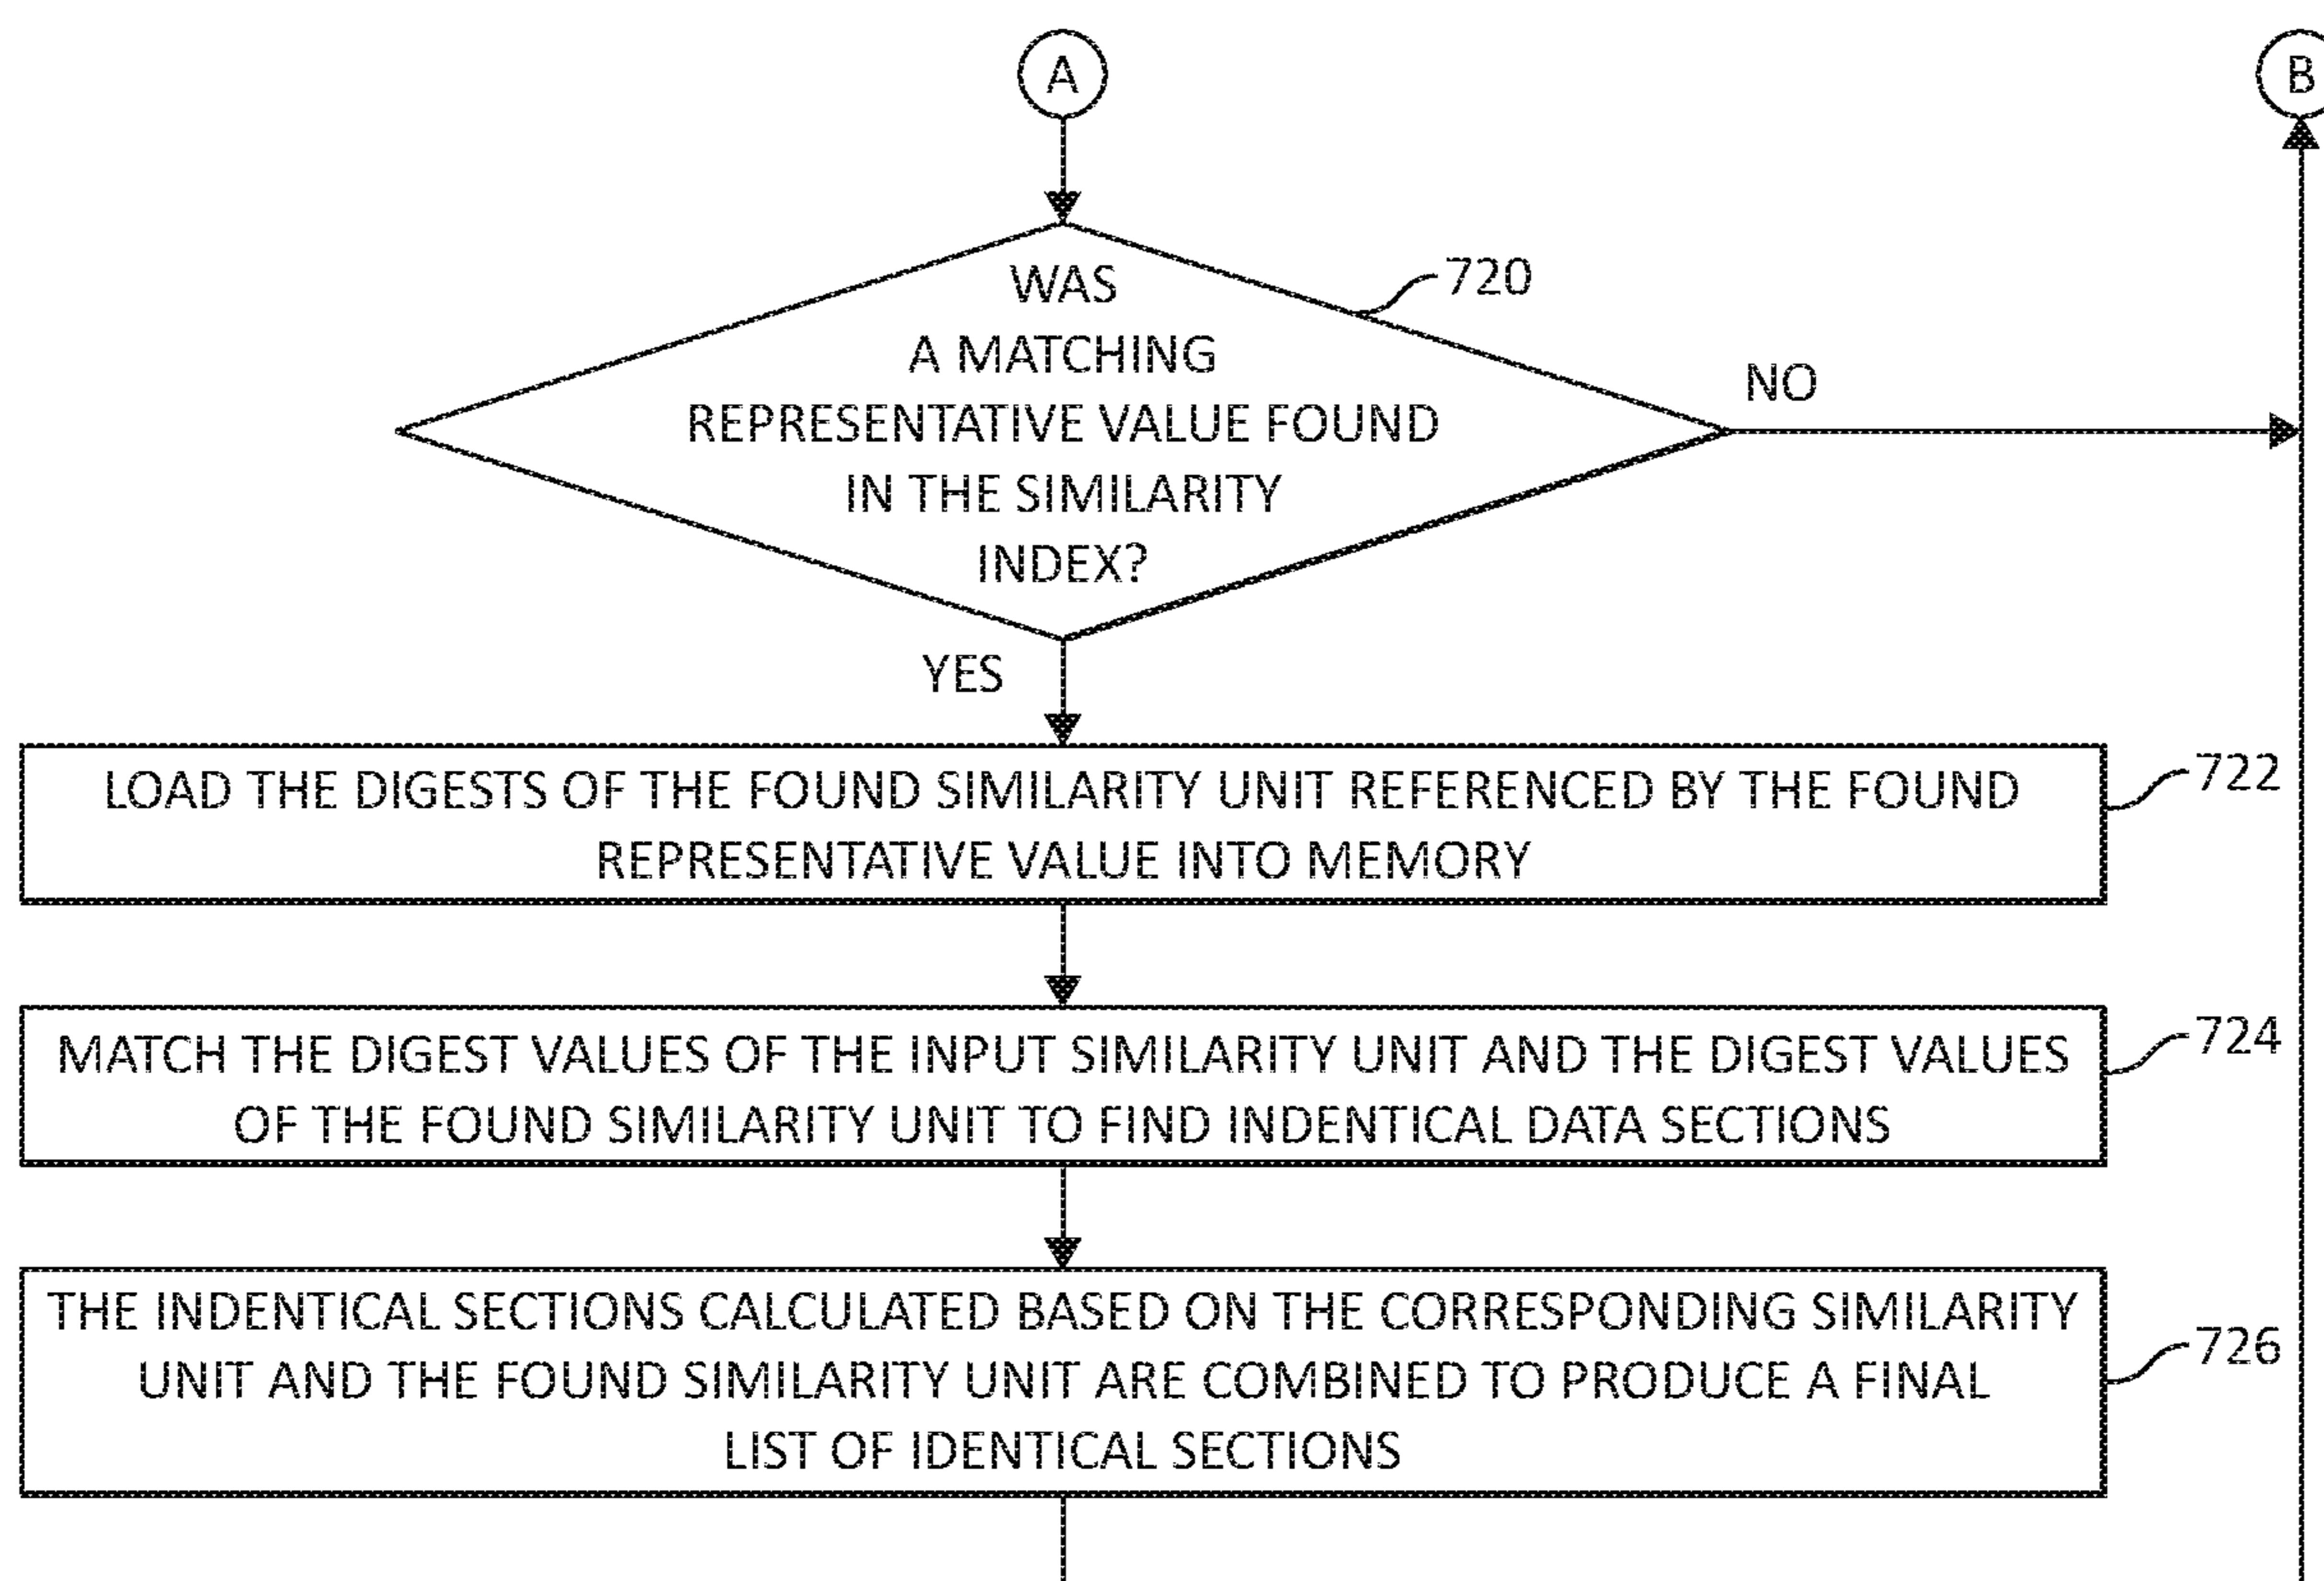 A
B
WAS
A MATCHING
REPRESENTATIVE VALUE FOUND
IN THE SIMILARITY
INDEX?
720
NO
YES
LOAD THE DIGESTS OF THE FOUND SIMILARITY UNIT REFERENCED BY THE FOUND
REPRESENTATIVE VALUE INTO MEMORY
722
MATCH THE DIGEST VALUES OF THE INPUT SIMILARITY UNIT AND THE DIGEST VALUES
OF THE FOUND SIMILARITY UNIT TO FIND INDENTICAL DATA SECTIONS
724
THE INDENTICAL SECTIONS CALCULATED BASED ON THE CORRESPONDING SIMILARITY
UNIT AND THE FOUND SIMILARITY UNIT ARE COMBINED TO PRODUCE A FINAL
LIST OF IDENTICAL SECTIONS
726